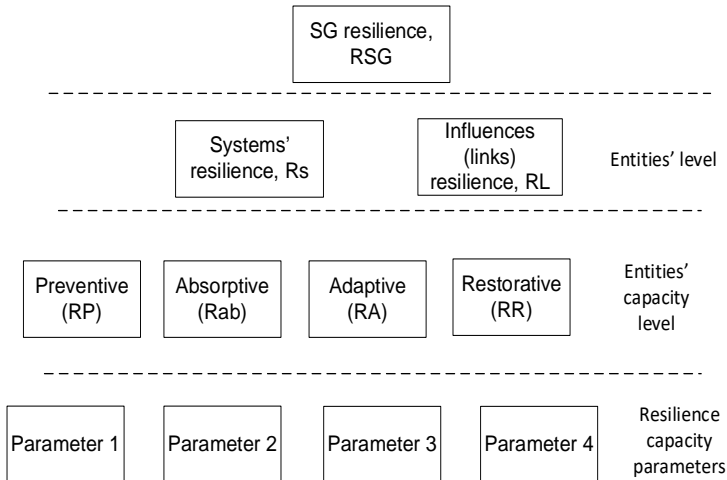 SG resilience,
RSG
Systems'
resilience, Rs
Influences
(links)
resilience, RL
Entities' level
Preventive
(RP)
Absorptive
(Rab)
Adaptive
(RA)
Restorative
(RR)
Entities'
capacity
level
Parameter 1
Parameter 2
Parameter 3
Parameter 4
Resilience
capacity
parameters